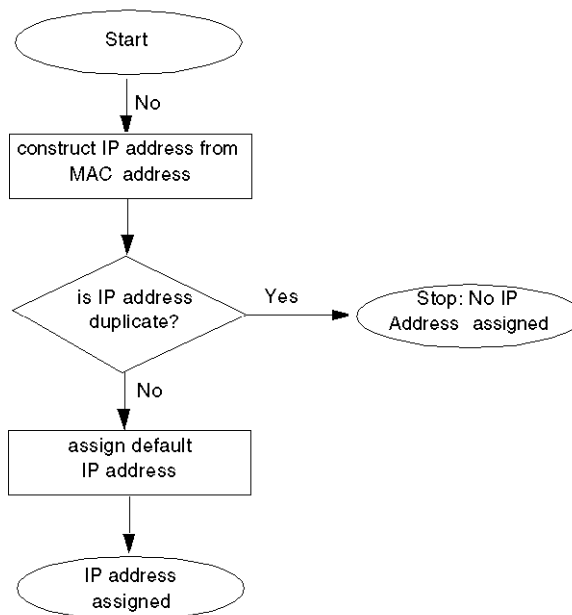 Start
No
construct IP address from
MAC address
is IP address
duplicate?
Yes
Stop: No IP
Address assigned
No
assign default
IP address
IP address
assigned